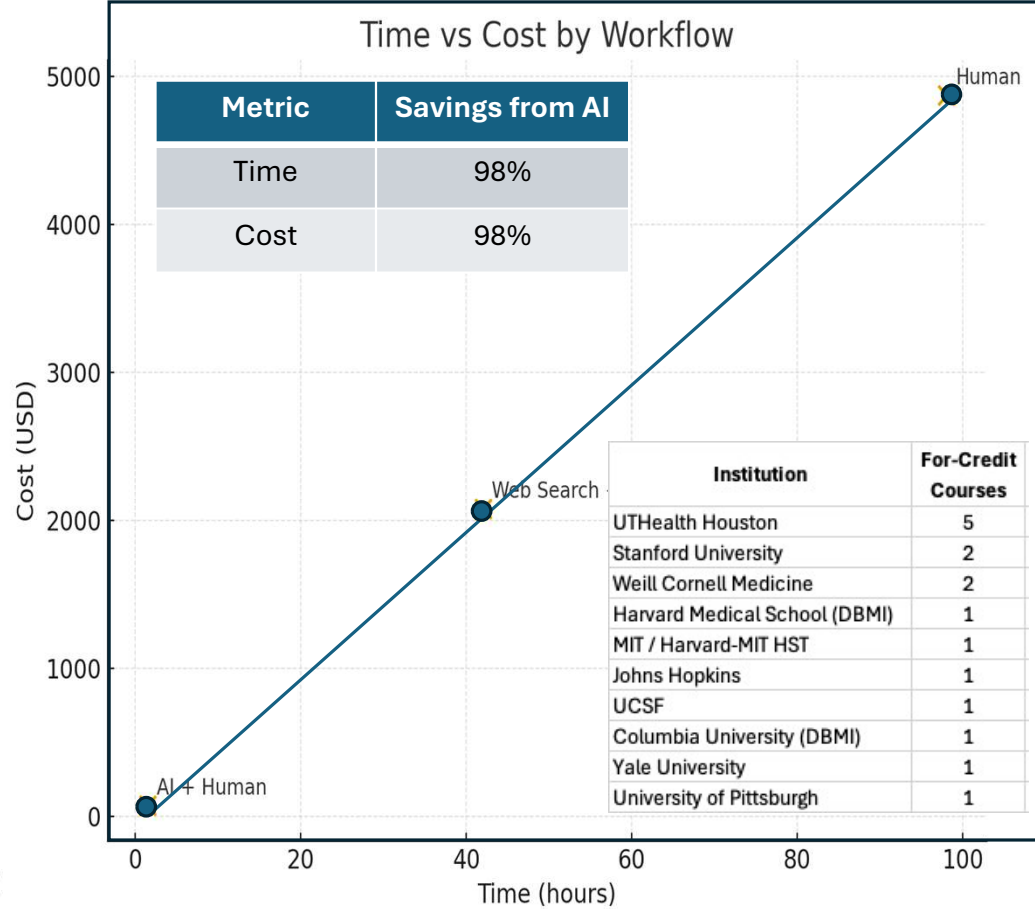 Time vs Cost by Workflow
5000
4000
3000
2000
1000
0
Cost (USD)
Metric Savings from AI
Time 98%
Cost 98%
Human
Web Search
AI + Human
Institution For-Credit Courses
UTHealth Houston 5
Stanford University 2
Weill Cornell Medicine 2
Harvard Medical School (DBMI) 1
MIT / Harvard-MIT HST 1
Johns Hopkins 1
UCSF 1
Columbia University (DBMI) 1
Yale University 1
University of Pittsburgh 1
0 20 40 60 80 100
Time (hours)